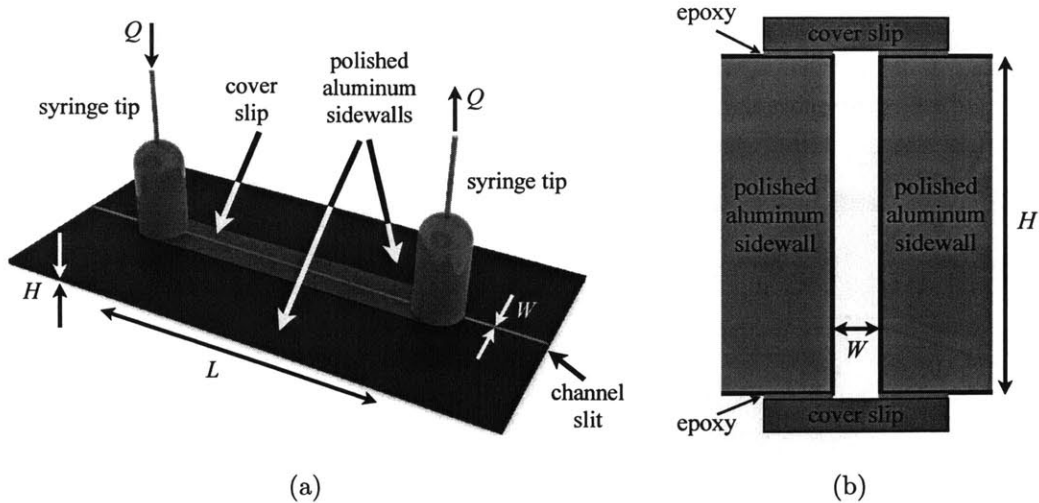 Q
syringe tip
cover
slip
polished
aluminum
sidewalls
Q
syringe tip
H
L
W
channel
slit
(a)
epoxy
cover slip
polished
aluminum
sidewall
polished
aluminum
sidewall
H
W
epoxy
cover slip
(b)